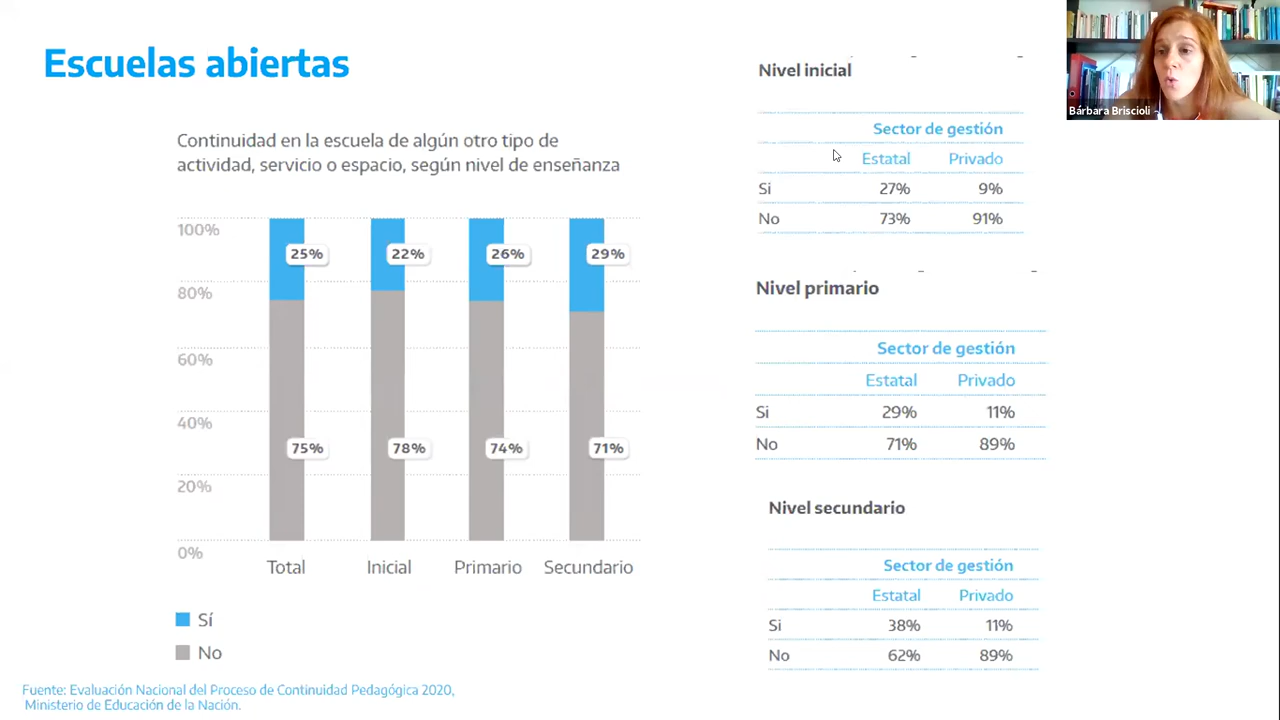 Escuelas abiertas
Continuidad en la escuela de algún otro tipo de
actividad, servicio o espacio, según nivel de enseñanza
100%
80%
60%
40%
20%
0%
25%
22%
26%
29%
75%
78%
74%
71%
Total
Inicial
Primario
Secundario
Sí
No
Fuente: Evaluación Nacional del Proceso de Continuidad Pedagógica 2020,
Ministerio de Educación de la Nación.
Nivel inicial
Sector de gestión
Estatal Privado
Si 27% 9%
No 73% 91%
Nivel primario
Sector de gestión
Estatal Privado
Si 29% 11%
No 71% 89%
Nivel secundario
Sector de gestión
Estatal Privado
Si 38% 11%
No 62% 89%
Bárbara Briscioli -